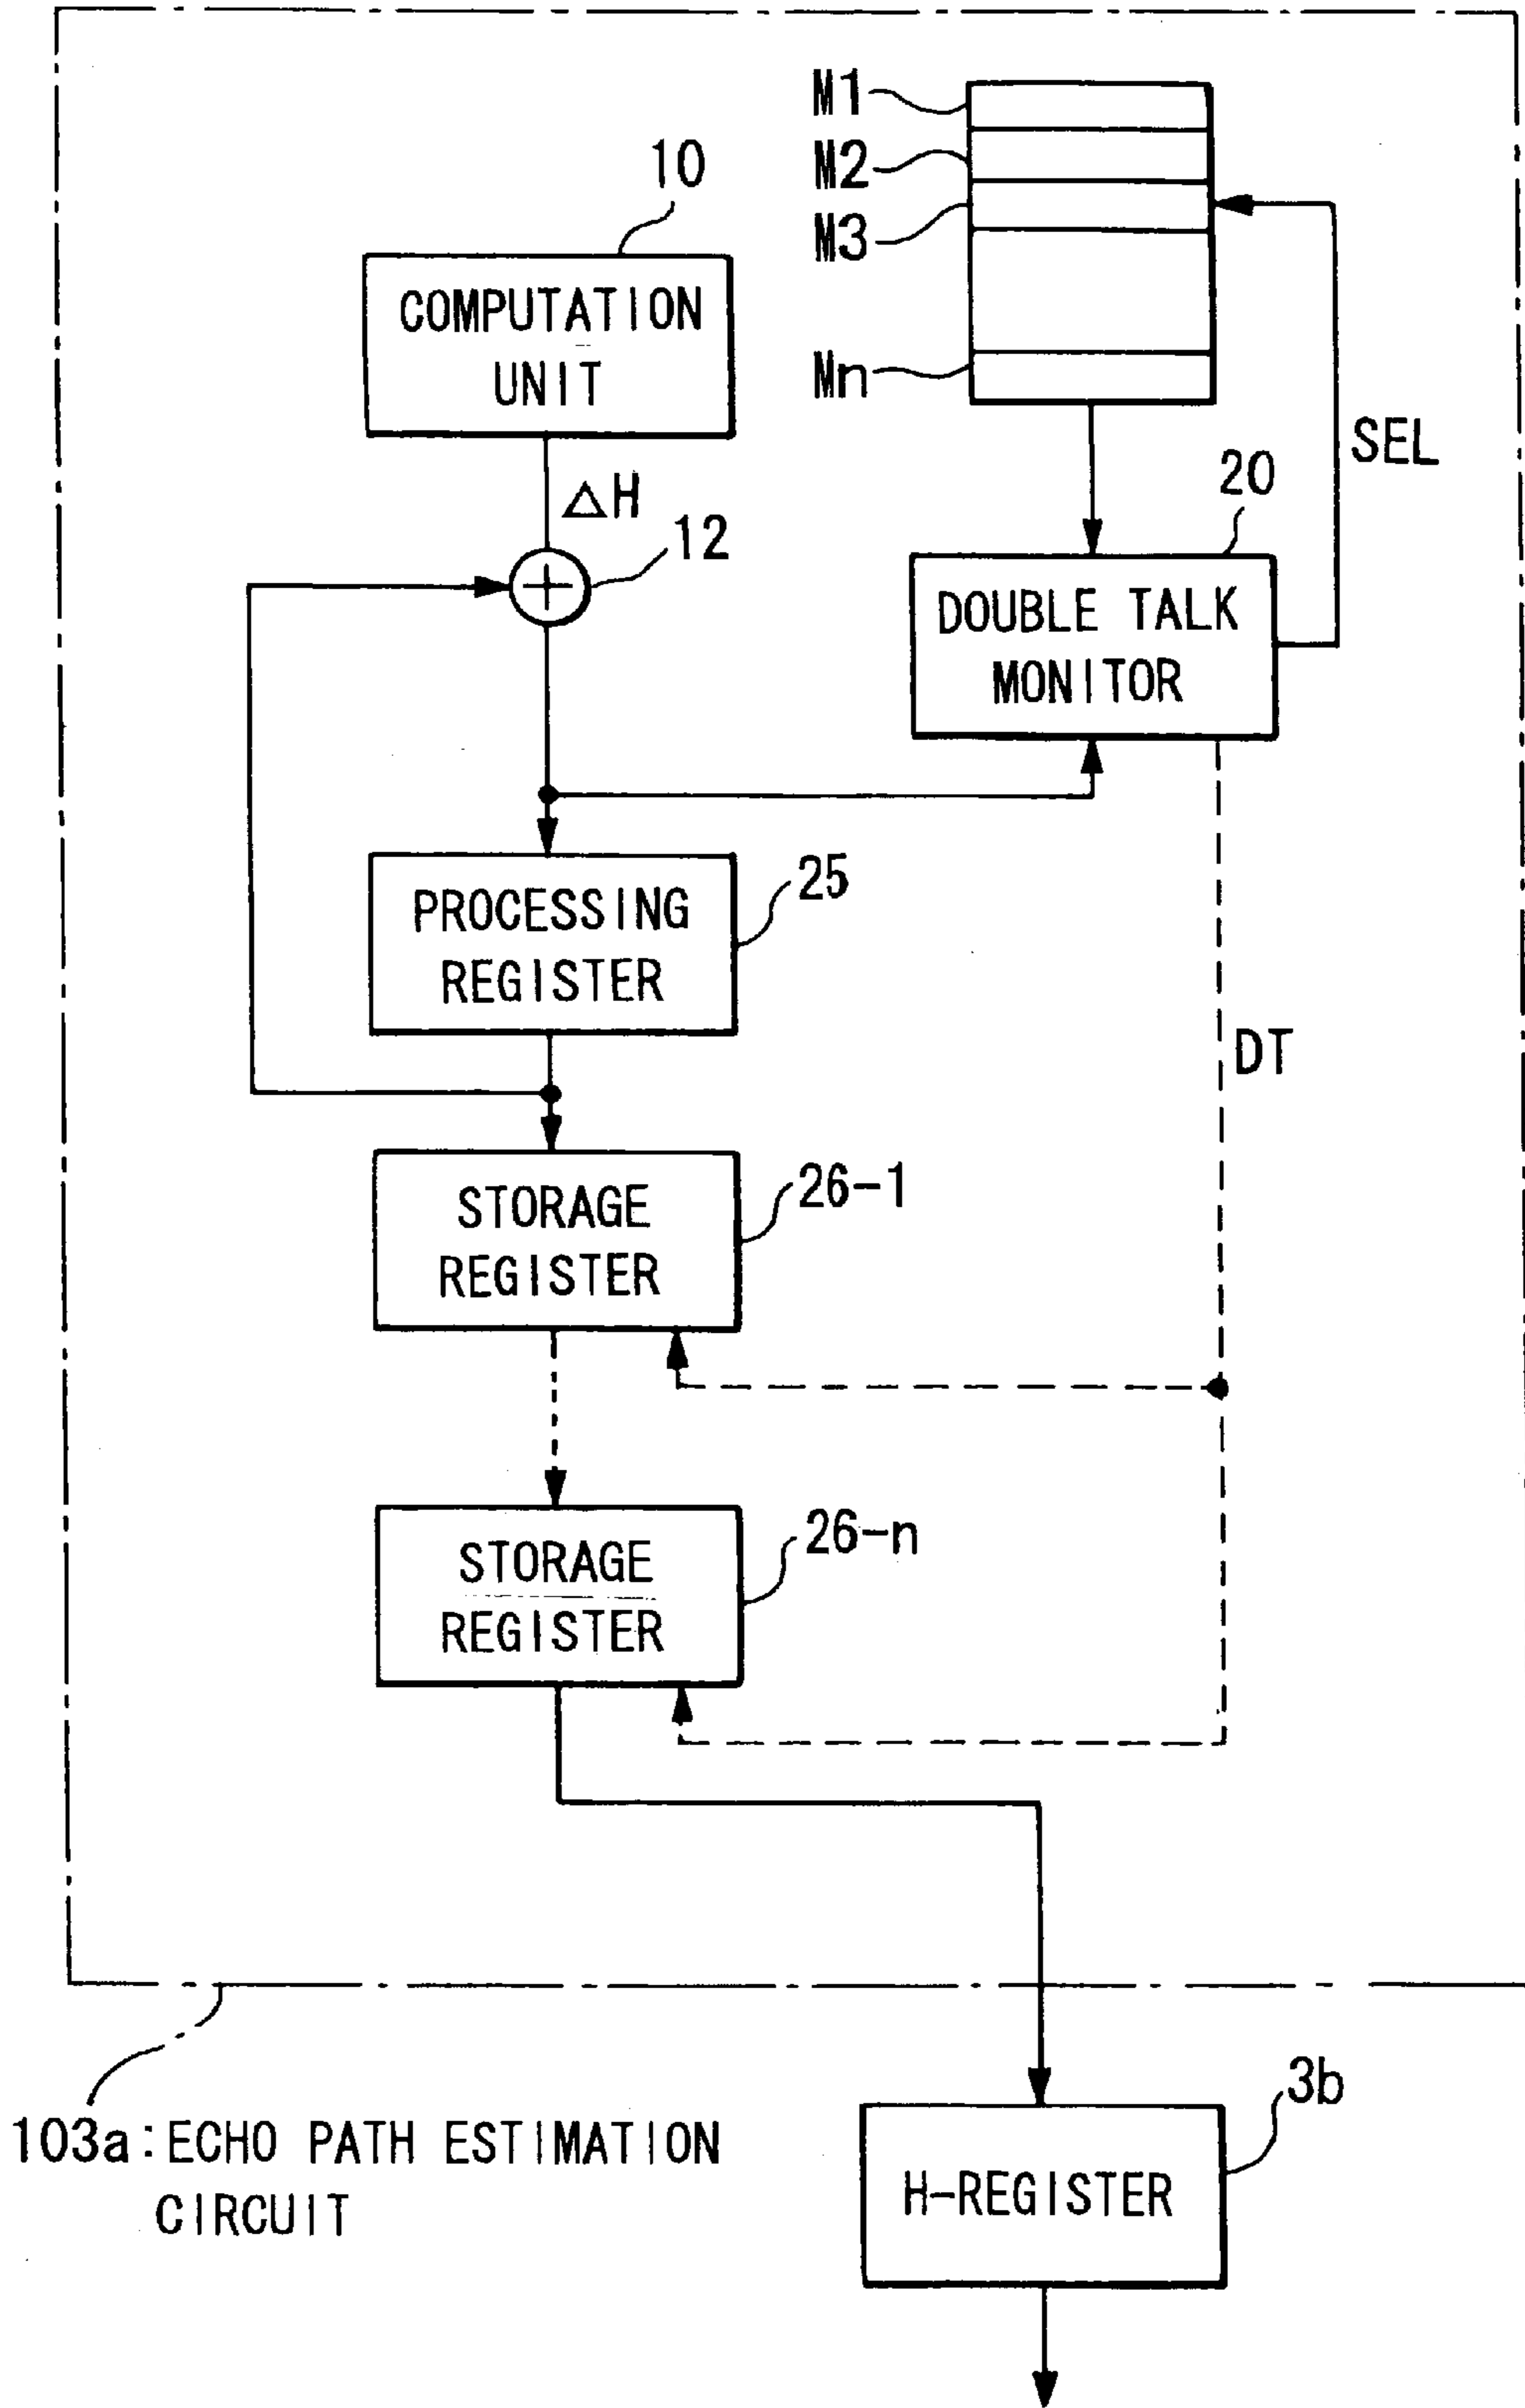 M1
M2
M3
Mn
10
COMPUTATION
UNIT
SEL
ΔH
12
20
DOUBLE TALK
MONITOR
25
PROCESSING
REGISTER
DT
26-1
STORAGE
REGISTER
26-n
STORAGE
REGISTER
103a:ECHO PATH ESTIMATION
CIRCUIT
3b
H-REGISTER